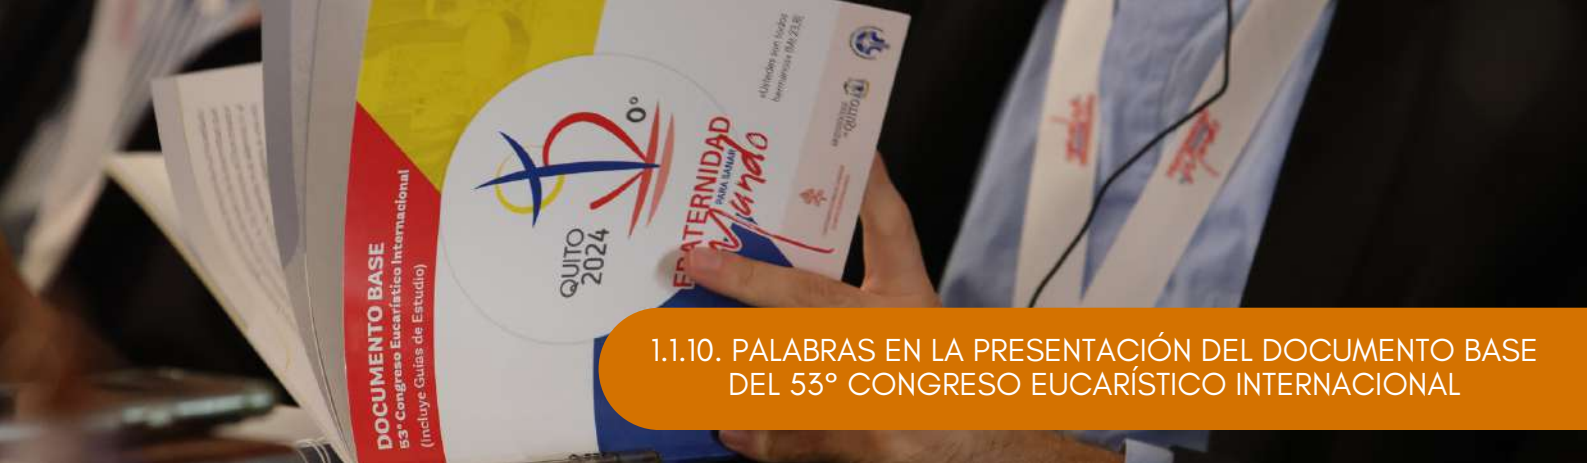 DOCUMENTO BASE
53° Congreso Eucarístico Internacional
(Incluye Guías de Estudio)
QUITO
2024
FRATERNIDAD
PARA SANAR
el Mundo
«Ustedes son todos
hermanos» (Mt 23,8)
QUITO
1.1.10. PALABRAS EN LA PRESENTACIÓN DEL DOCUMENTO BASE
DEL 53° CONGRESO EUCARÍSTICO INTERNACIONAL